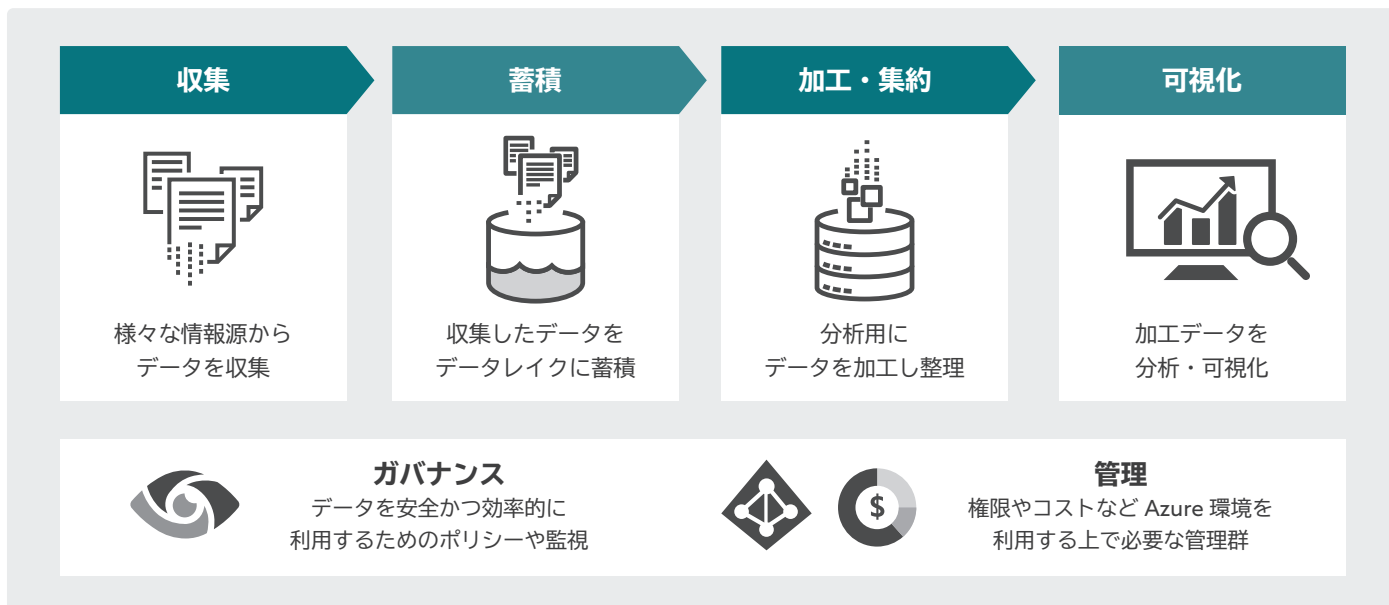 収集
蓄積
加工・集約
可視化
様々な情報源から
データを収集
収集したデータを
データレイクに蓄積
分析用に
データを加工し整理
加工データを
分析・可視化
ガバナンス
データを安全かつ効率的に
利用するためのポリシーや監視
$
管理
権限やコストなど Azure 環境を
利用する上で必要な管理群